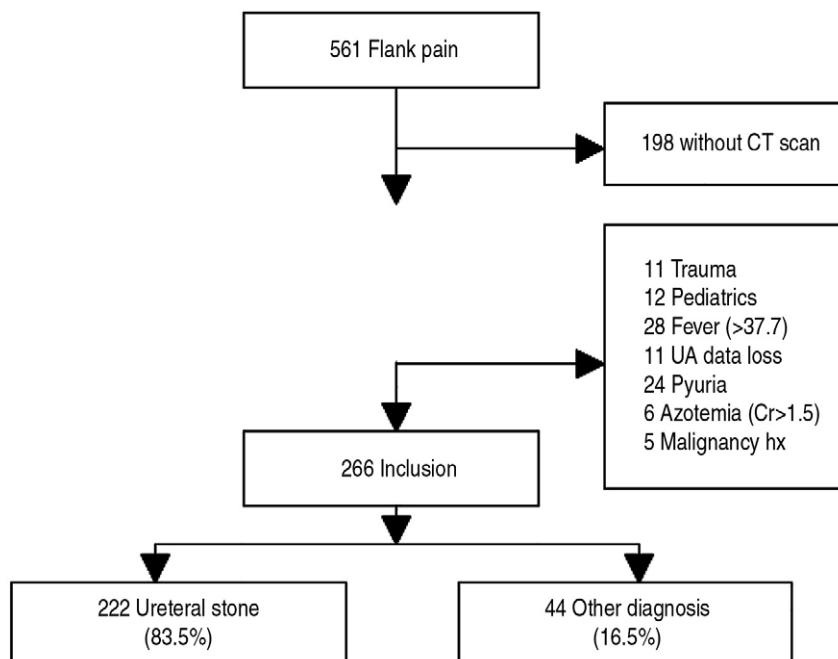 561 Flank pain
198 without CT scan
11 Trauma
12 Pediatrics
28 Fever (>37.7)
11 UA data loss
24 Pyuria
6 Azotemia (Cr>1.5)
5 Malignancy hx
266 Inclusion
222 Ureteral stone
(83.5%)
44 Other diagnosis
(16.5%)